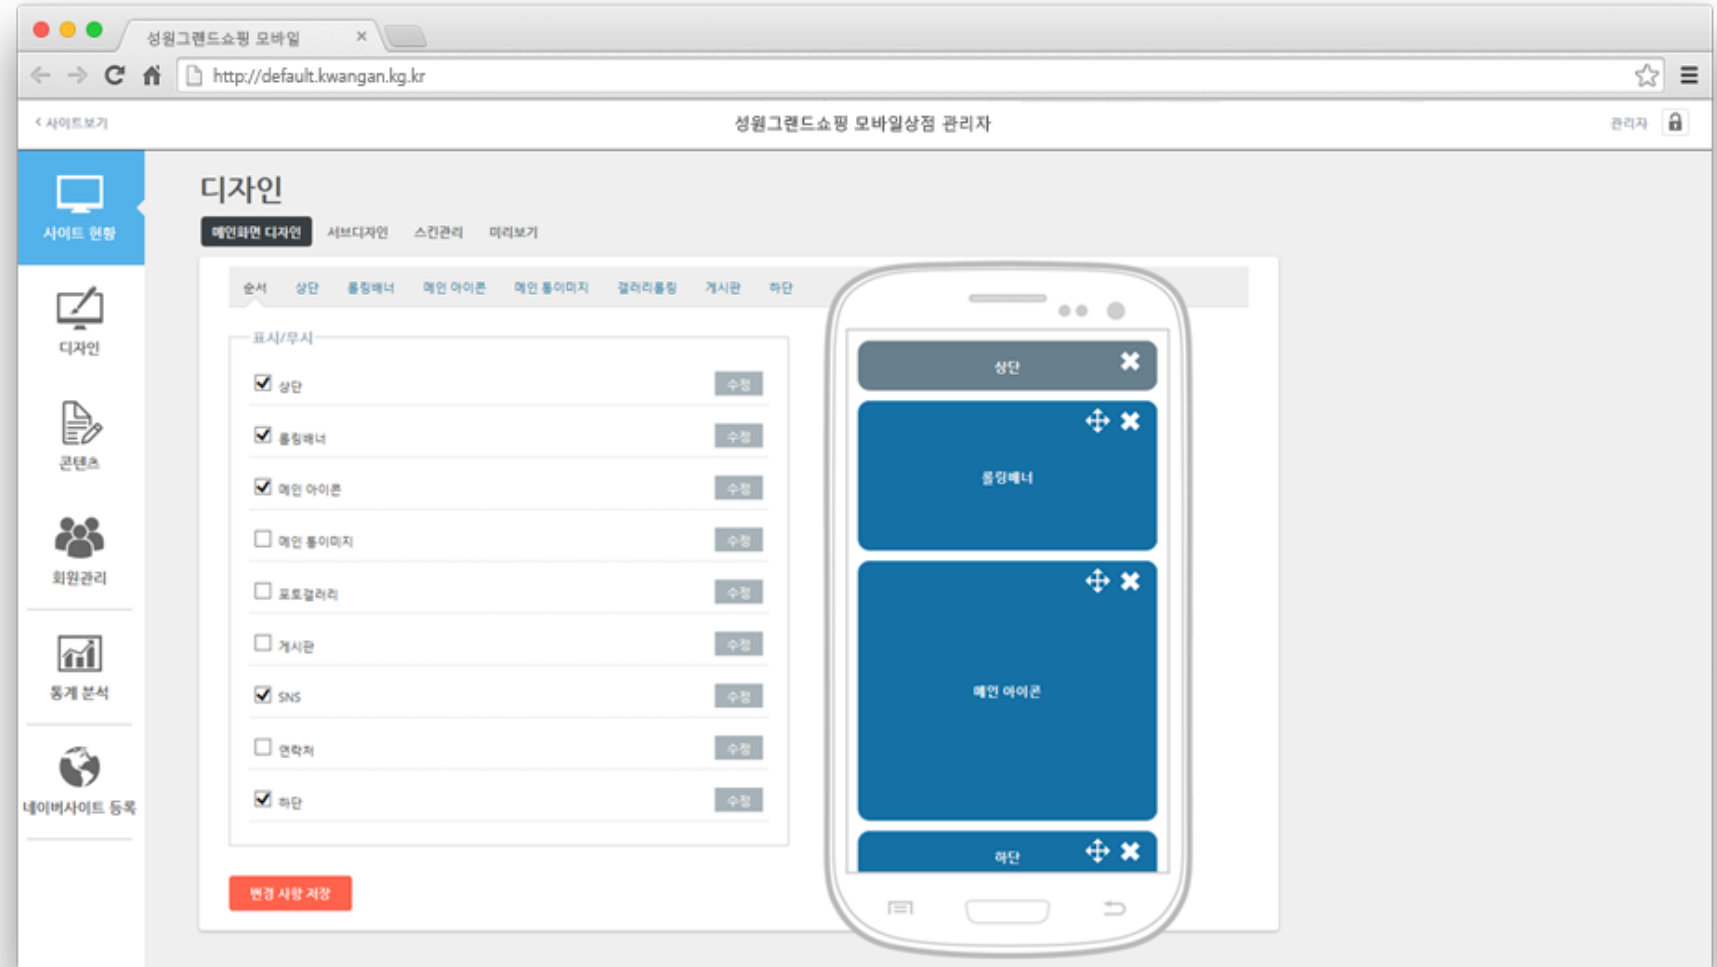 성원그랜드쇼핑 모바일
http://default.kwangan.kg.kr
사이트보기
성원그랜드쇼핑 모바일상점 관리자
관리자
사이트 현황
디자인
콘텐츠
회원관리
통계 분석
네이버사이트 등록
디자인
메인화면 디자인 서브디자인 스킨관리 미리보기
순서 상단 롤링배너 메인 아이콘 메인 통이미지 갤러리롤링 게시판 하단
표시/무시
상단 수정
롤링배너 수정
메인 아이콘 수정
메인 통이미지 수정
포토갤러리 수정
게시판 수정
SNS 수정
연락처 수정
하단 수정
변경 사항 저장
상단
롤링배너
메인 아이콘
하단